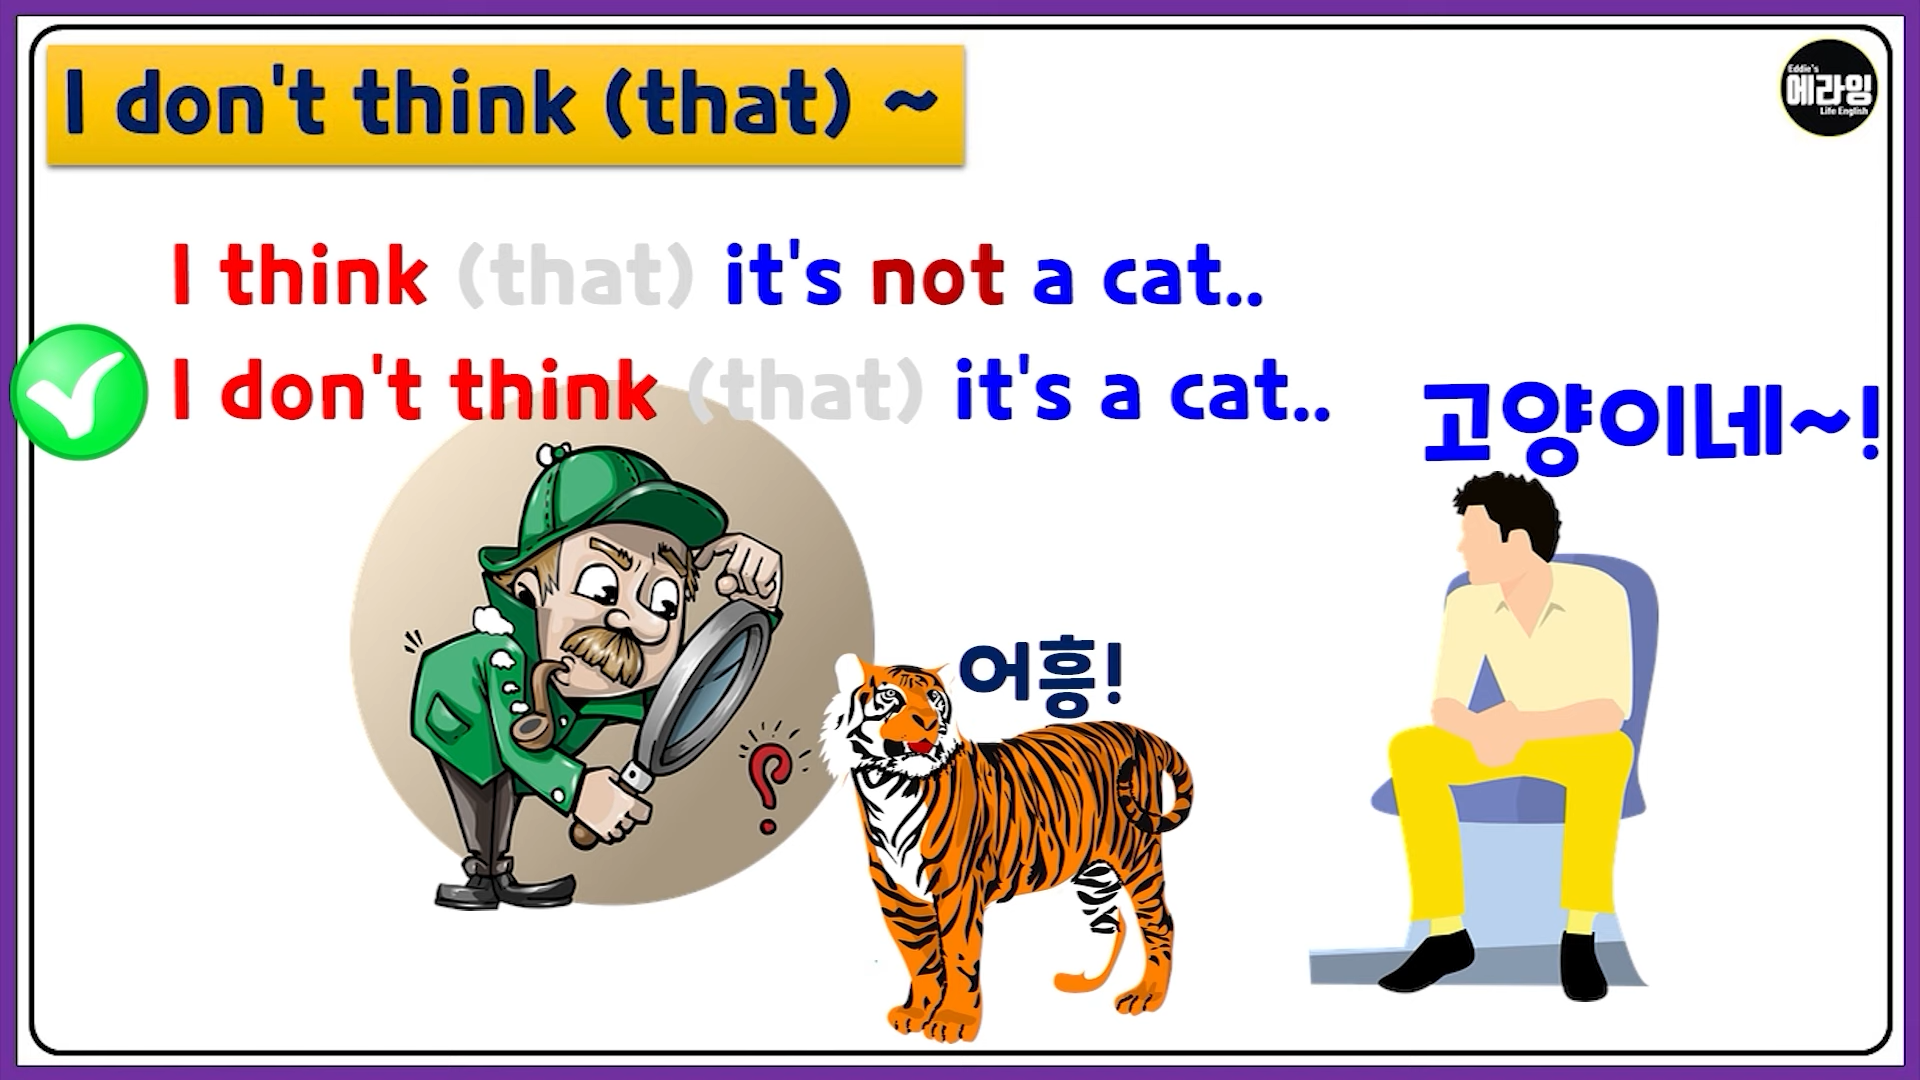 I don't think (that) ~
Eddie's
에라잉
Life English
I think (that) it's not a cat..
I don't think (that) it's a cat..
고양이네~!
어흥!
?